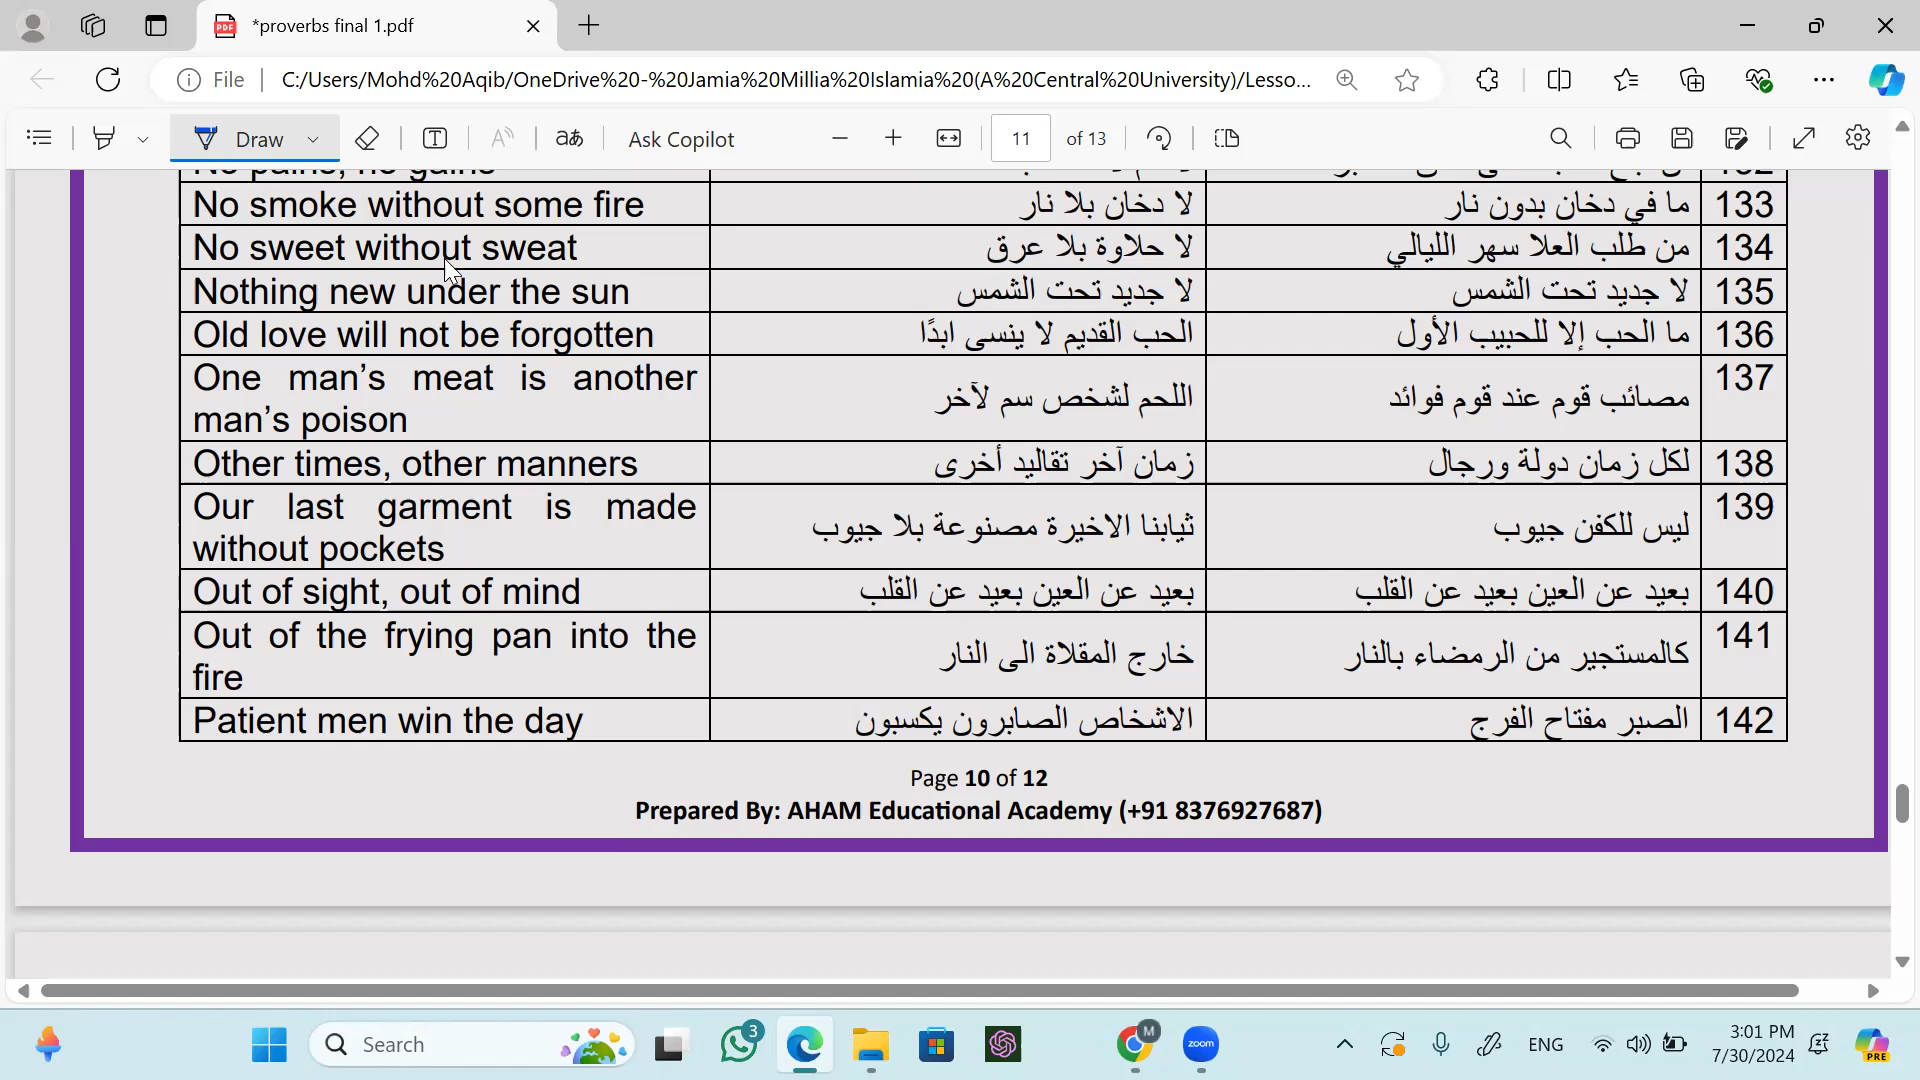 *proverbs final 1.pdf
File
C:/Users/Mohd%20Aqib/OneDrive%20-%20Jamia%20Millia%20Islamia%20(A%20Central%20University)/Lesso...
Draw
Ask Copilot
11 of 13
No pains, no gains
No smoke without some fire
لا دخان بلا نار
ما في دخان بدون نار
133
No sweet without sweat
لا حلاوة بلا عرق
من طلب العلا سهر الليالي
134
Nothing new under the sun
لا جديد تحت الشمس
لا جديد تحت الشمس
135
Old love will not be forgotten
الحب القديم لا ينسى ابدًا
ما الحب إلا للحبيب الأول
136
One man’s meat is another
man’s poison
اللحم لشخص سم لآخر
مصائب قوم عند قوم فوائد
137
Other times, other manners
زمان آخر تقاليد أخرى
لكل زمان دولة ورجال
138
Our last garment is made
without pockets
ثيابنا الاخيرة مصنوعة بلا جيوب
ليس للكفن جيوب
139
Out of sight, out of mind
بعيد عن العين بعيد عن القلب
بعيد عن العين بعيد عن القلب
140
Out of the frying pan into the
fire
خارج المقلاة الى النار
كالمستجير من الرمضاء بالنار
141
Patient men win the day
الاشخاص الصابرون يكسبون
الصبر مفتاح الفرج
142
Page 10 of 12
Prepared By: AHAM Educational Academy (+91 8376927687)
Search
3
M
zoom
ENG
3:01 PM
7/30/2024
PRE